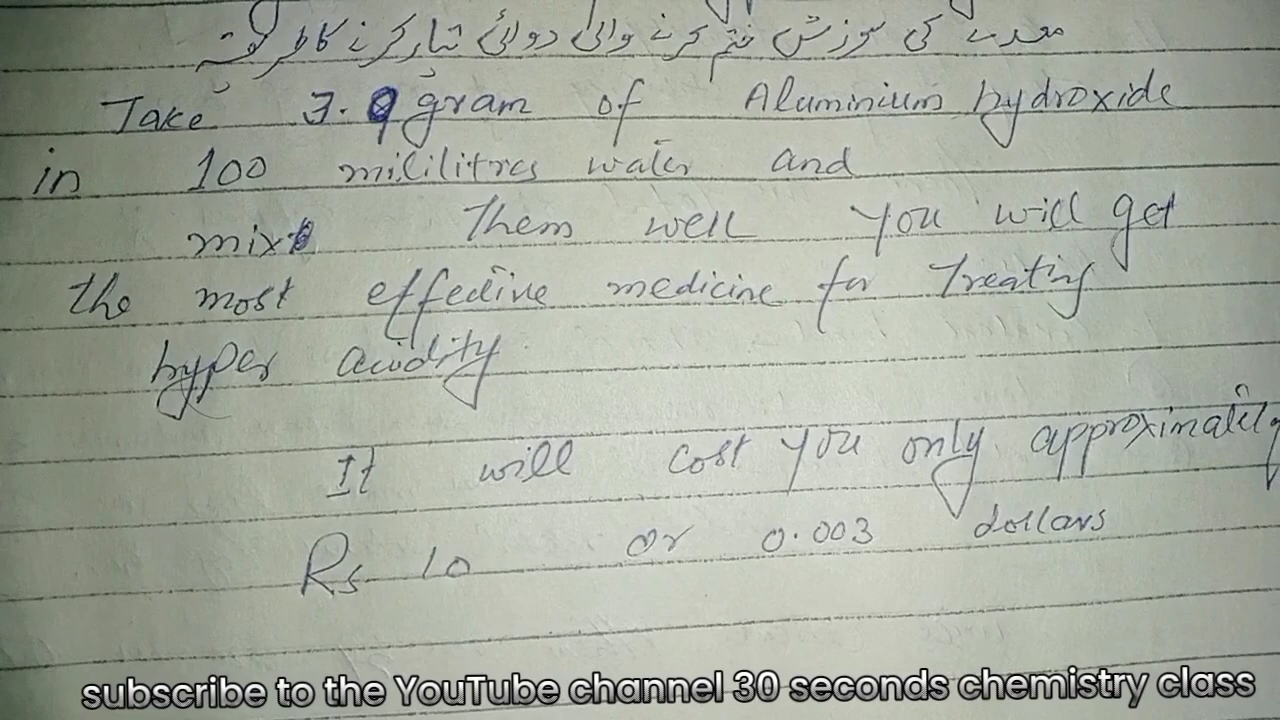 معدے کی سوزش ختم کرنے والی دوائی تیار کرنے کا طریقہ
Take 3.9 gram of Aluminium hydroxide
in 100 mililitres water and
mix them well you will get
the most effective medicine for treating
hyper acidity
It will cost you only approximately
Rs 10 or 0.003 dollars
subscribe to the YouTube channel 30 seconds chemistry class